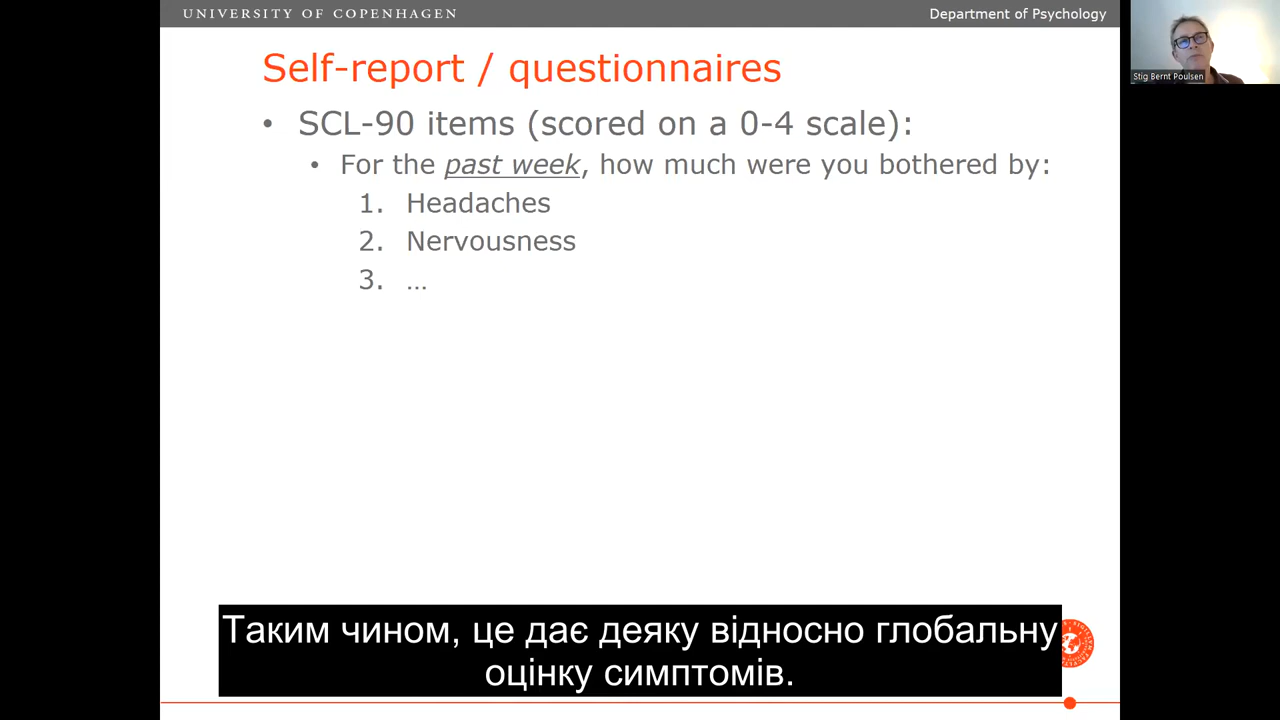 UNIVERSITY OF COPENHAGEN
Department of Psychology
Stig Bernt Poulsen
Self-report / questionnaires
• SCL-90 items (scored on a 0-4 scale):
• For the past week, how much were you bothered by:
1. Headaches
2. Nervousness
3. …
Таким чином, це дає деяку відносно глобальну
оцінку симптомів.